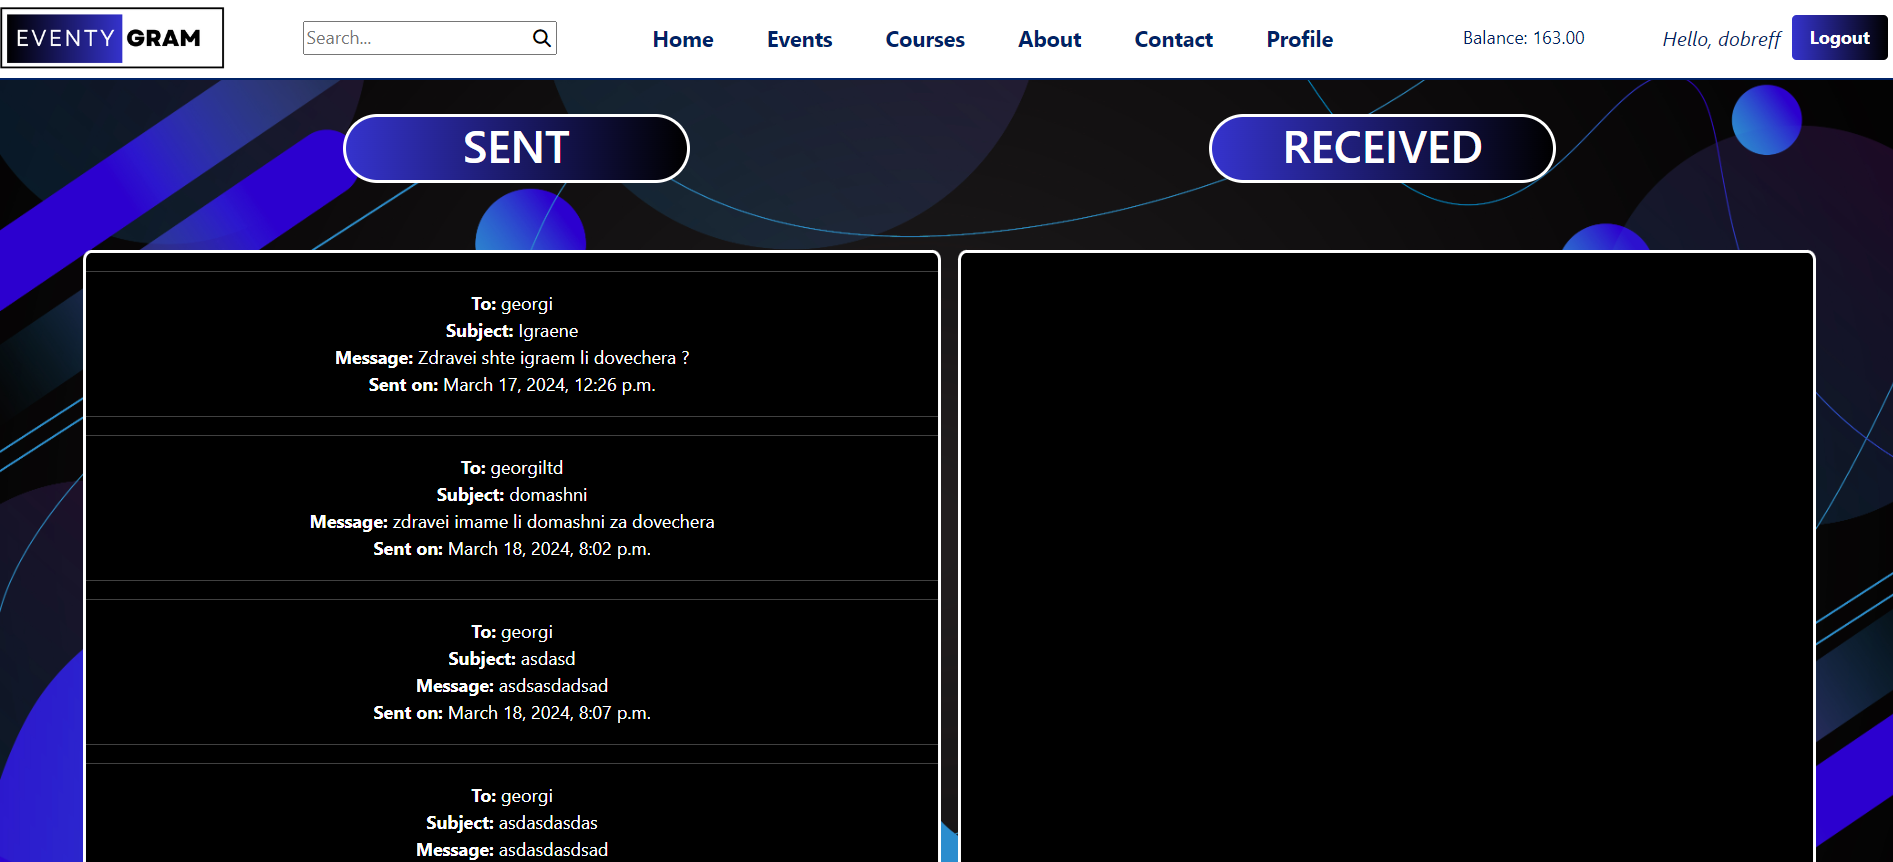 EVENTY GRAM
Search...
Home
Events
Courses
About
Contact
Profile
Balance: 163.00
Hello, dobreff
Logout
SENT
To: georgi
Subject: Igraene
Message: Zdravei shte igraem li dovechera ?
Sent on: March 17, 2024, 12:26 p.m.
To: georgiltd
Subject: domashni
Message: zdravei imame li domashni za dovechera
Sent on: March 18, 2024, 8:02 p.m.
To: georgi
Subject: asdasd
Message: asdsasdadsad
Sent on: March 18, 2024, 8:07 p.m.
To: georgi
Subject: asdasdasdas
Message: asdasdasdsad
RECEIVED